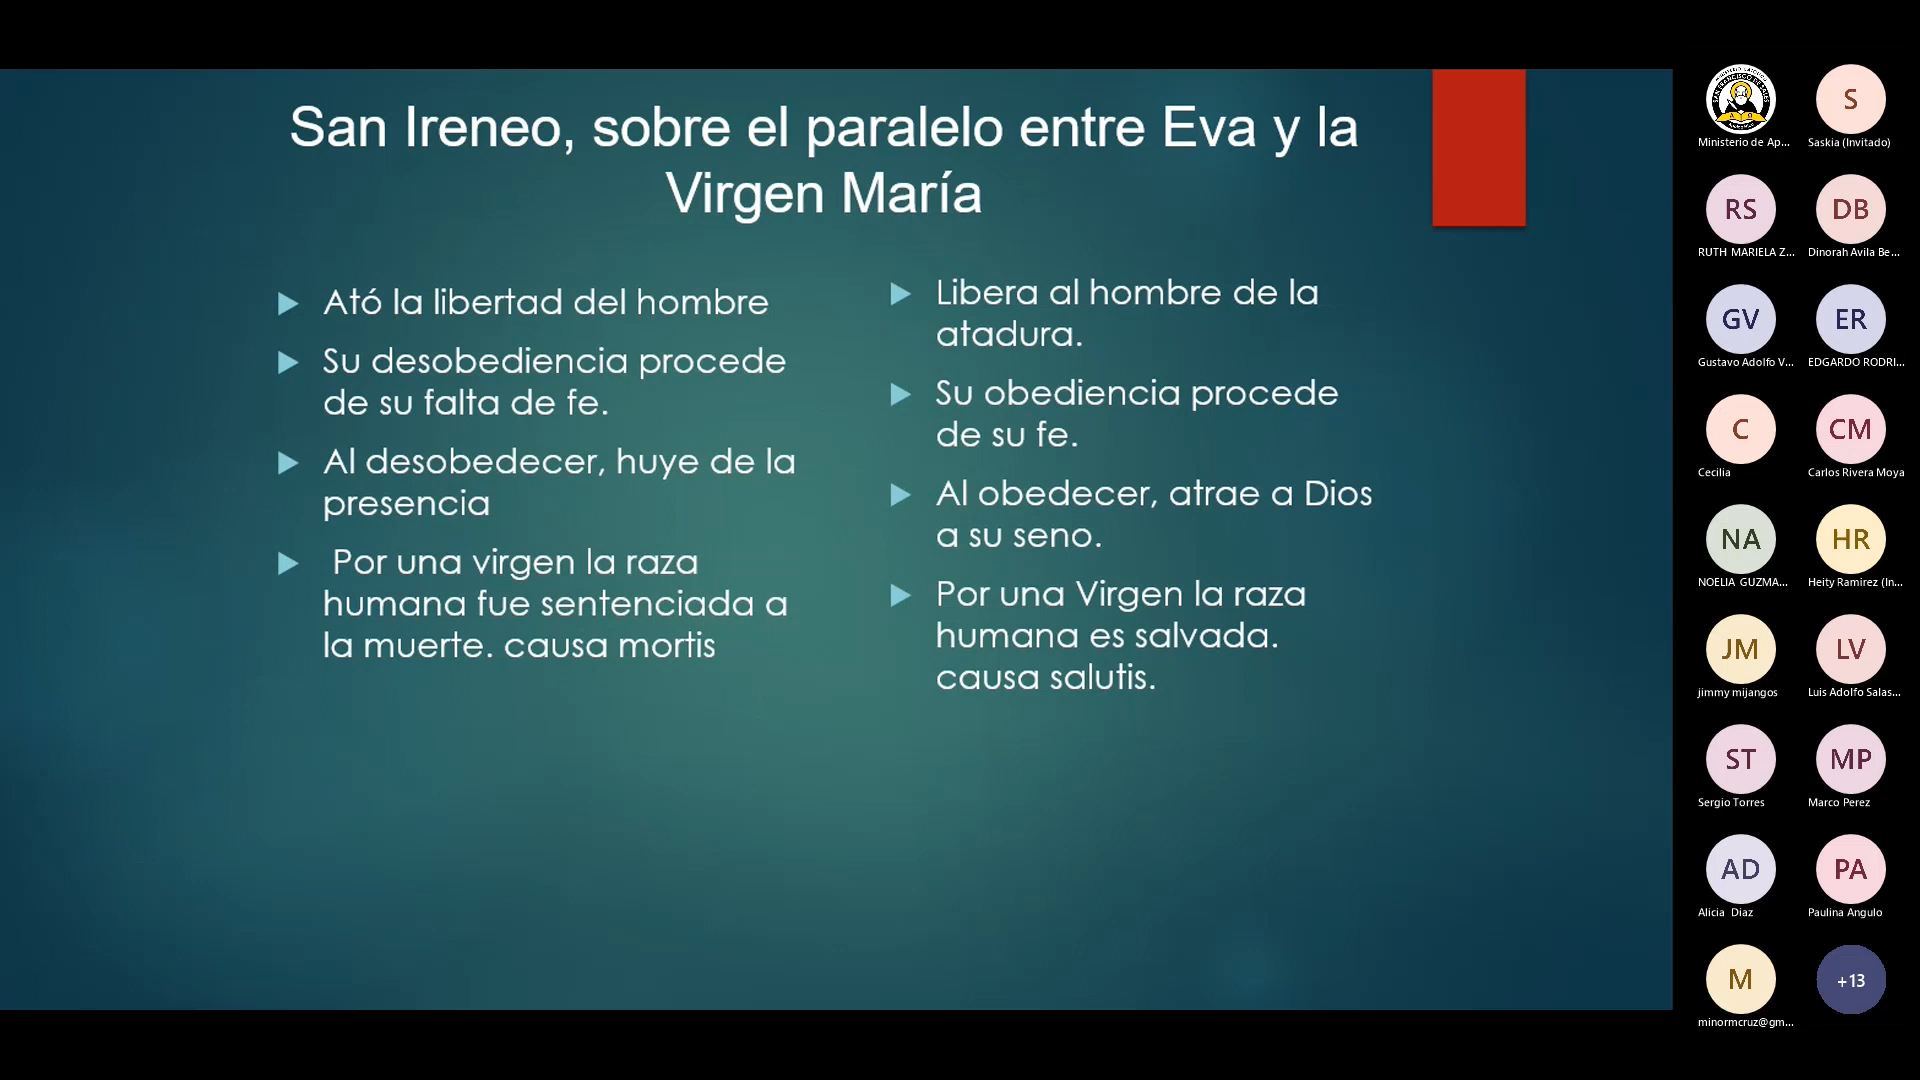 San Ireneo, sobre el paralelo entre Eva y la
Virgen María
Ató la libertad del hombre
Su desobediencia procede
de su falta de fe.
Al desobedecer, huye de la
presencia
Por una virgen la raza
humana fue sentenciada a
la muerte. causa mortis
Libera al hombre de la
atadura.
Su obediencia procede
de su fe.
Al obedecer, atrae a Dios
a su seno.
Por una Virgen la raza
humana es salvada.
causa salutis.
Ministerio de Ap...
S
Saskia (Invitado)
RS
RUTH MARIELA Z...
DB
Dinorah Avila Be...
GV
Gustavo Adolfo V...
ER
EDGARDO RODRI...
C
Cecilia
CM
Carlos Rivera Moya
NA
NOELIA GUZMA...
HR
Heity Ramirez (In...
JM
jimmy mijangos
LV
Luis Adolfo Salas...
ST
Sergio Torres
MP
Marco Perez
AD
Alicia Diaz
PA
Paulina Angulo
M
minormcruz@gm...
+13